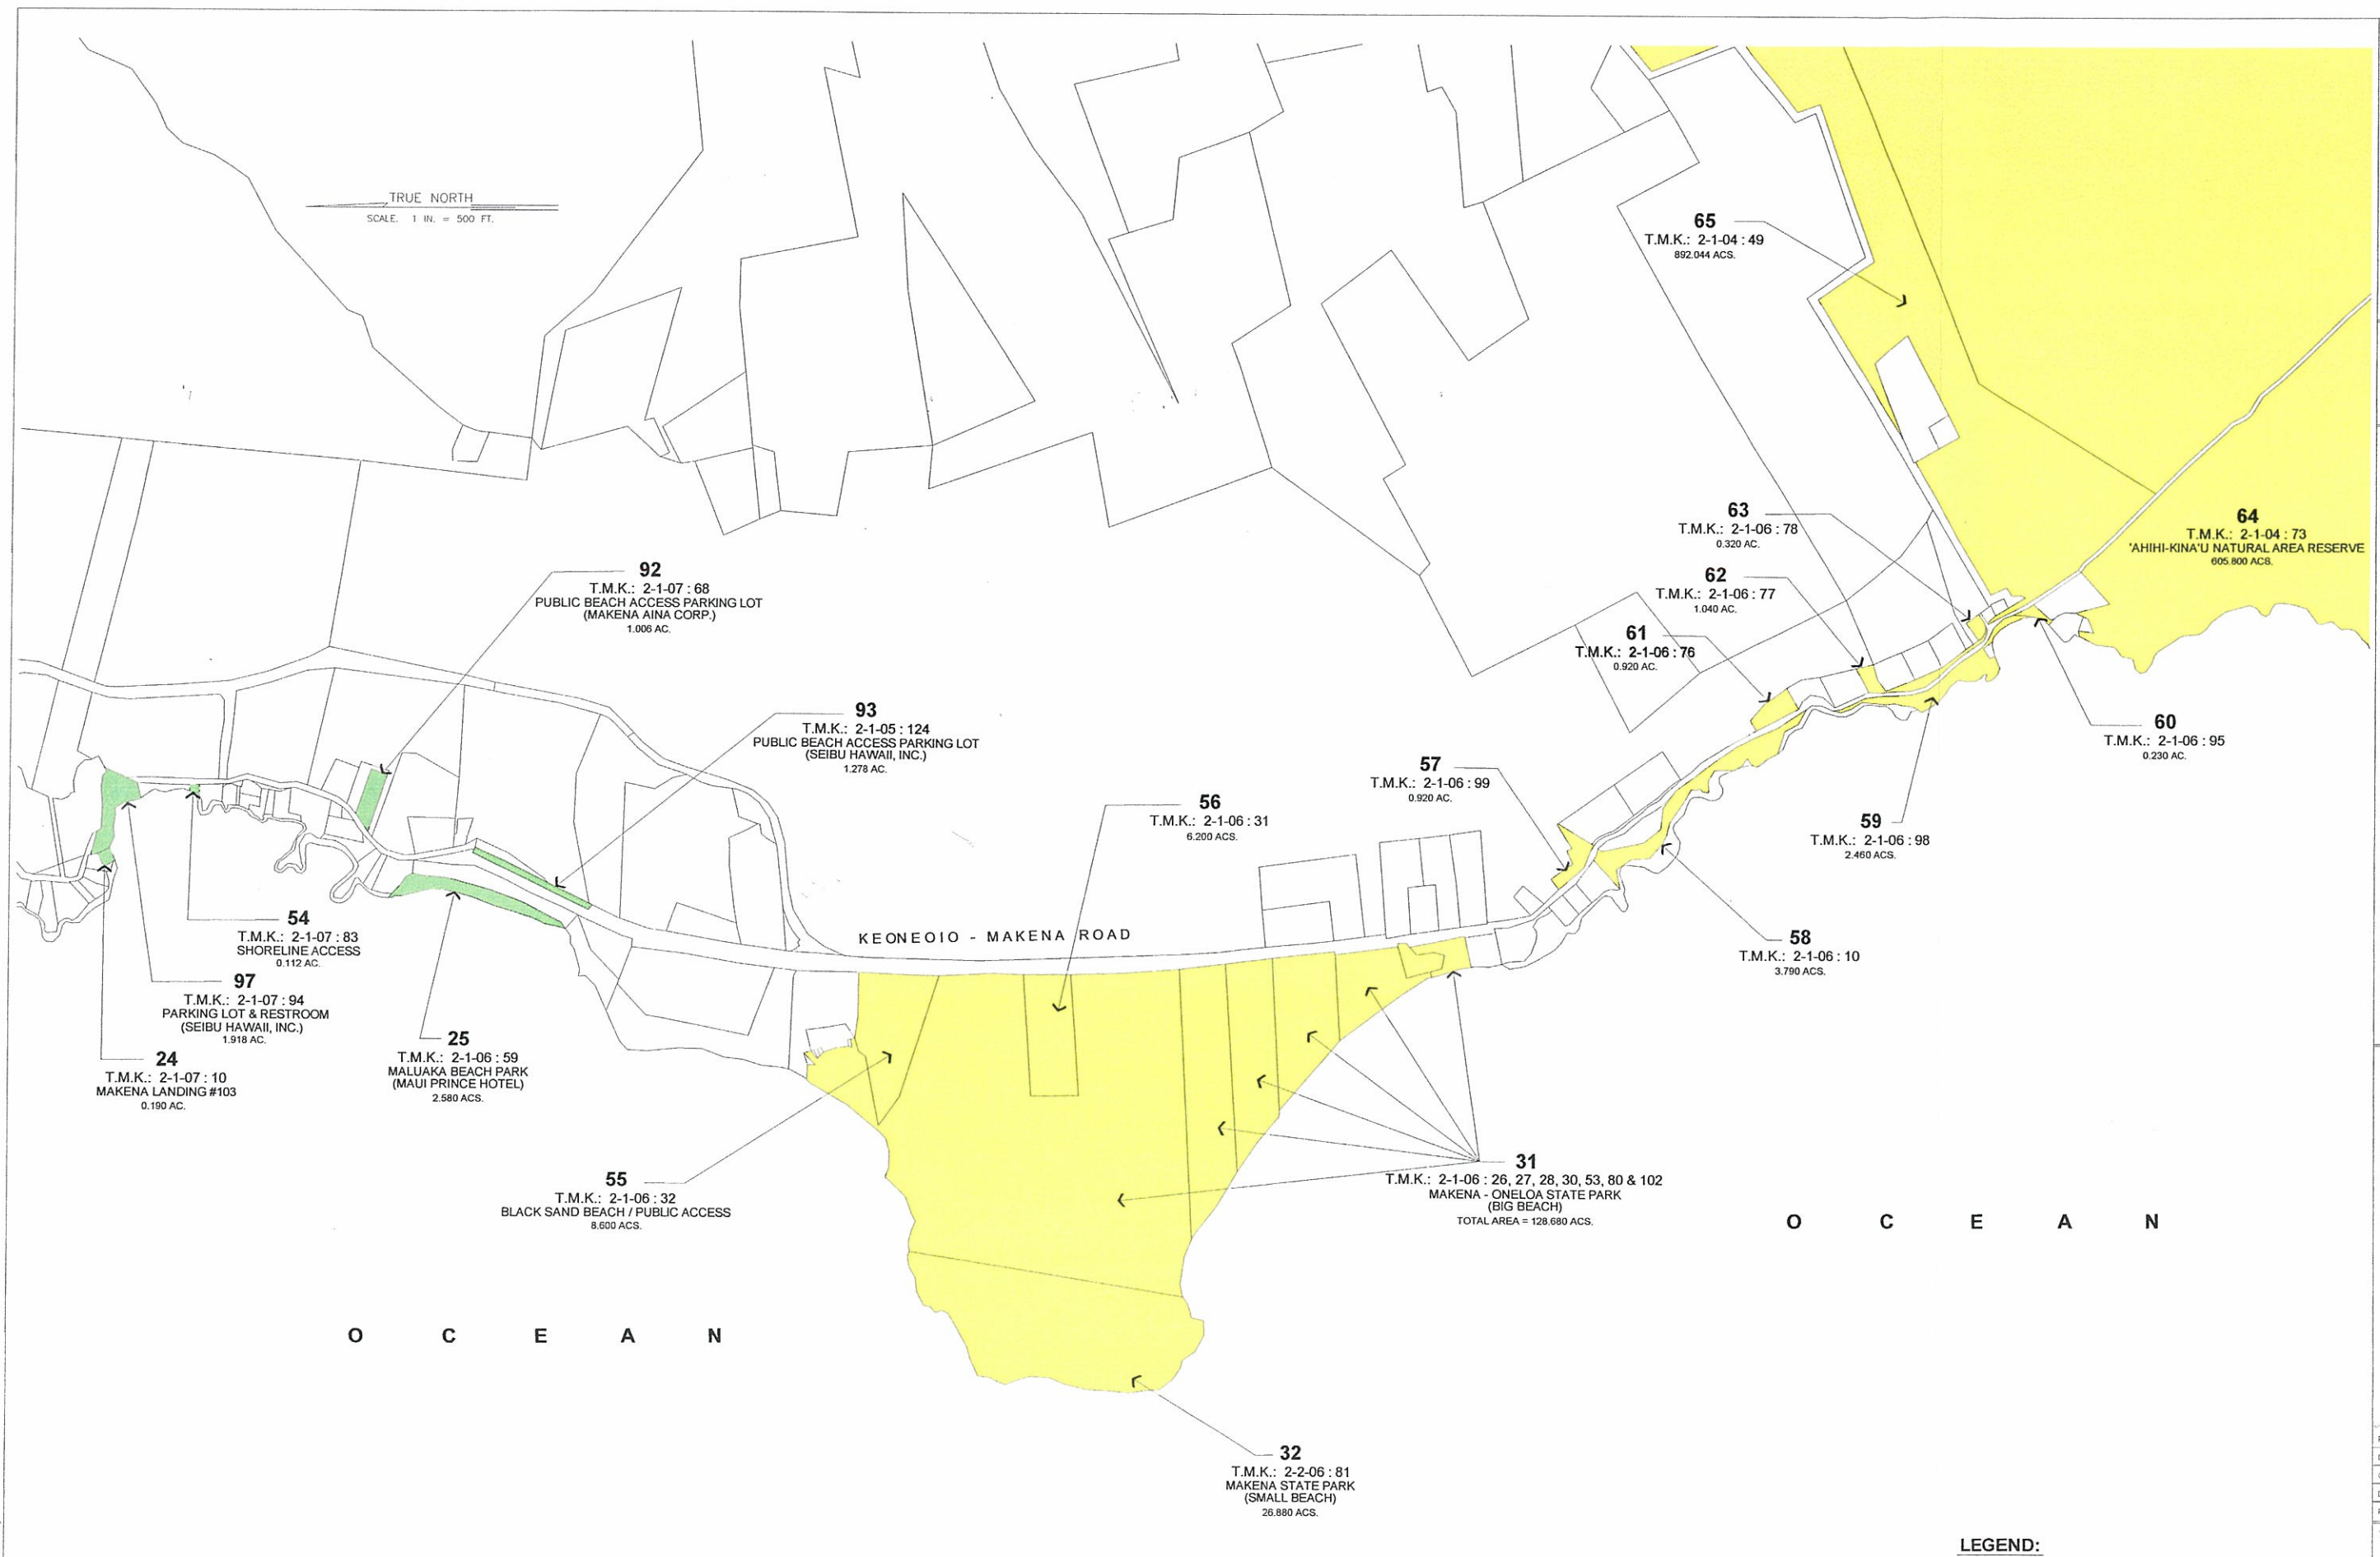 TRUE NORTH
SCALE. 1 IN. = 500 FT.
65
T.M.K.: 2-1-04 : 49
892.044 ACS.
63
T.M.K.: 2-1-06 : 78
0.320 AC.
64
T.M.K.: 2-1-04 : 73
'AHIHI-KINA'U NATURAL AREA RESERVE
605.800 ACS.
62
T.M.K.: 2-1-06 : 77
1.040 AC.
61
T.M.K.: 2-1-06 : 76
0.920 AC.
92
T.M.K.: 2-1-07 : 68
PUBLIC BEACH ACCESS PARKING LOT
(MAKENA AINA CORP.)
1.006 AC.
93
T.M.K.: 2-1-05 : 124
PUBLIC BEACH ACCESS PARKING LOT
(SEIBU HAWAII, INC.)
1.278 AC.
60
T.M.K.: 2-1-06 : 95
0.230 AC.
57
T.M.K.: 2-1-06 : 99
0.920 AC.
56
T.M.K.: 2-1-06 : 31
6.200 ACS.
59
T.M.K.: 2-1-06 : 98
2.460 ACS.
54
T.M.K.: 2-1-07 : 83
SHORELINE ACCESS
0.112 AC.
KEONEOIO - MAKENA ROAD
58
T.M.K.: 2-1-06 : 10
3.790 ACS.
97
T.M.K.: 2-1-07 : 94
PARKING LOT & RESTROOM
(SEIBU HAWAII, INC.)
1.918 AC.
24
T.M.K.: 2-1-07 : 10
MAKENA LANDING #103
0.190 AC.
25
T.M.K.: 2-1-06 : 59
MALUAKA BEACH PARK
(MAUI PRINCE HOTEL)
2.580 ACS.
55
T.M.K.: 2-1-06 : 32
BLACK SAND BEACH / PUBLIC ACCESS
8.600 ACS.
31
T.M.K.: 2-1-06 : 26, 27, 28, 30, 53, 80 & 102
MAKENA - ONELOA STATE PARK
(BIG BEACH)
TOTAL AREA = 128.680 ACS.
O C E A N
O C E A N
32
T.M.K.: 2-2-06 : 81
MAKENA STATE PARK
(SMALL BEACH)
26.880 ACS.
LEGEND: